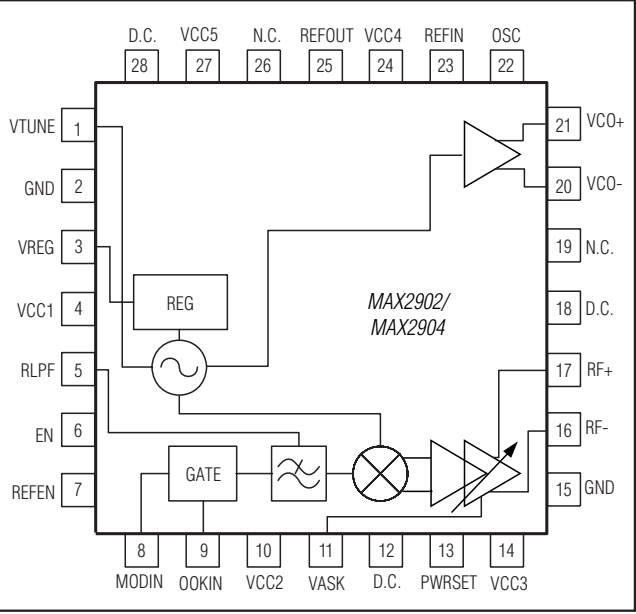 D.C. VCC5 N.C. REFOUT VCC4 REFIN OSC
28 27 26 25 24 23 22
VTUNE 1
GND 2
VREG 3
VCC1 4
RLPF 5
EN 6
REFEN 7
21 VCO+
20 VCO-
19 N.C.
18 D.C.
17 RF+
16 RF-
15 GND
REG
MAX2902/
MAX2904
GATE
8 9 10 11 12 13 14
MODIN OOKIN VCC2 VASK D.C. PWRSET VCC3